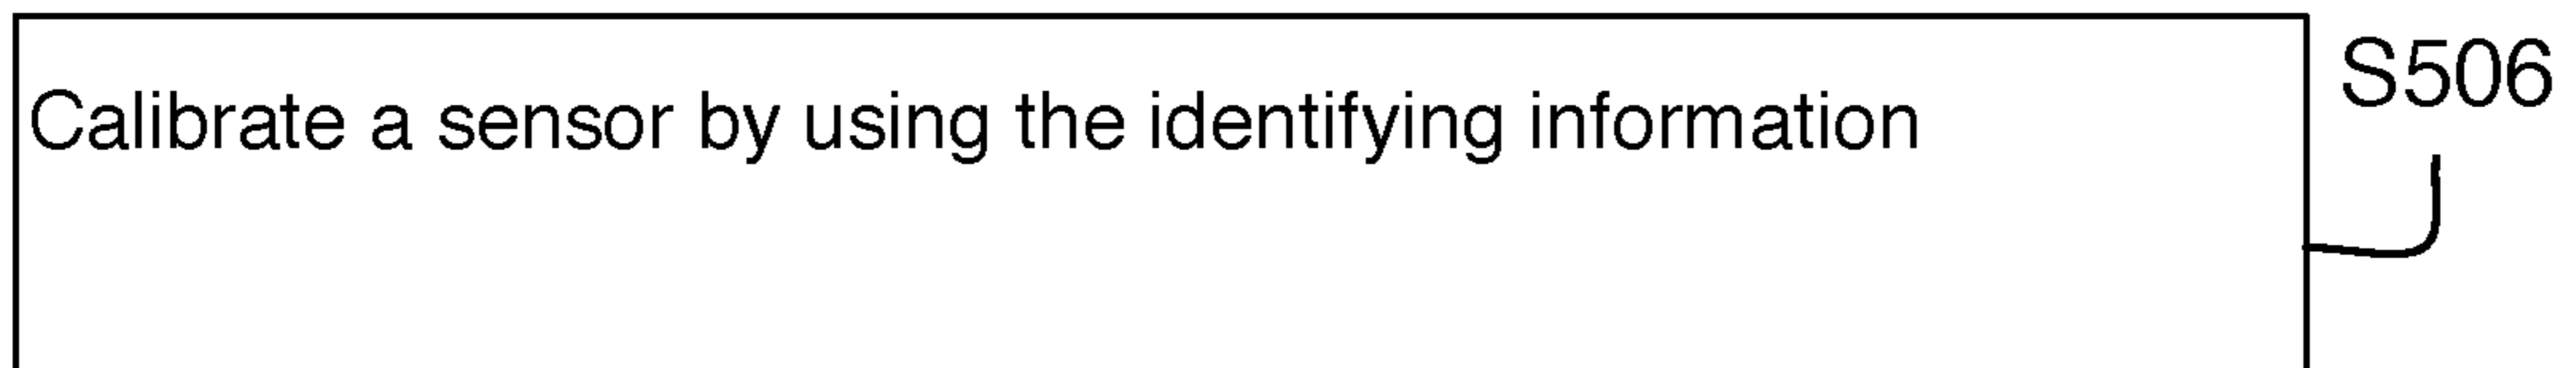 S506
Calibrate a sensor by using the identifying information